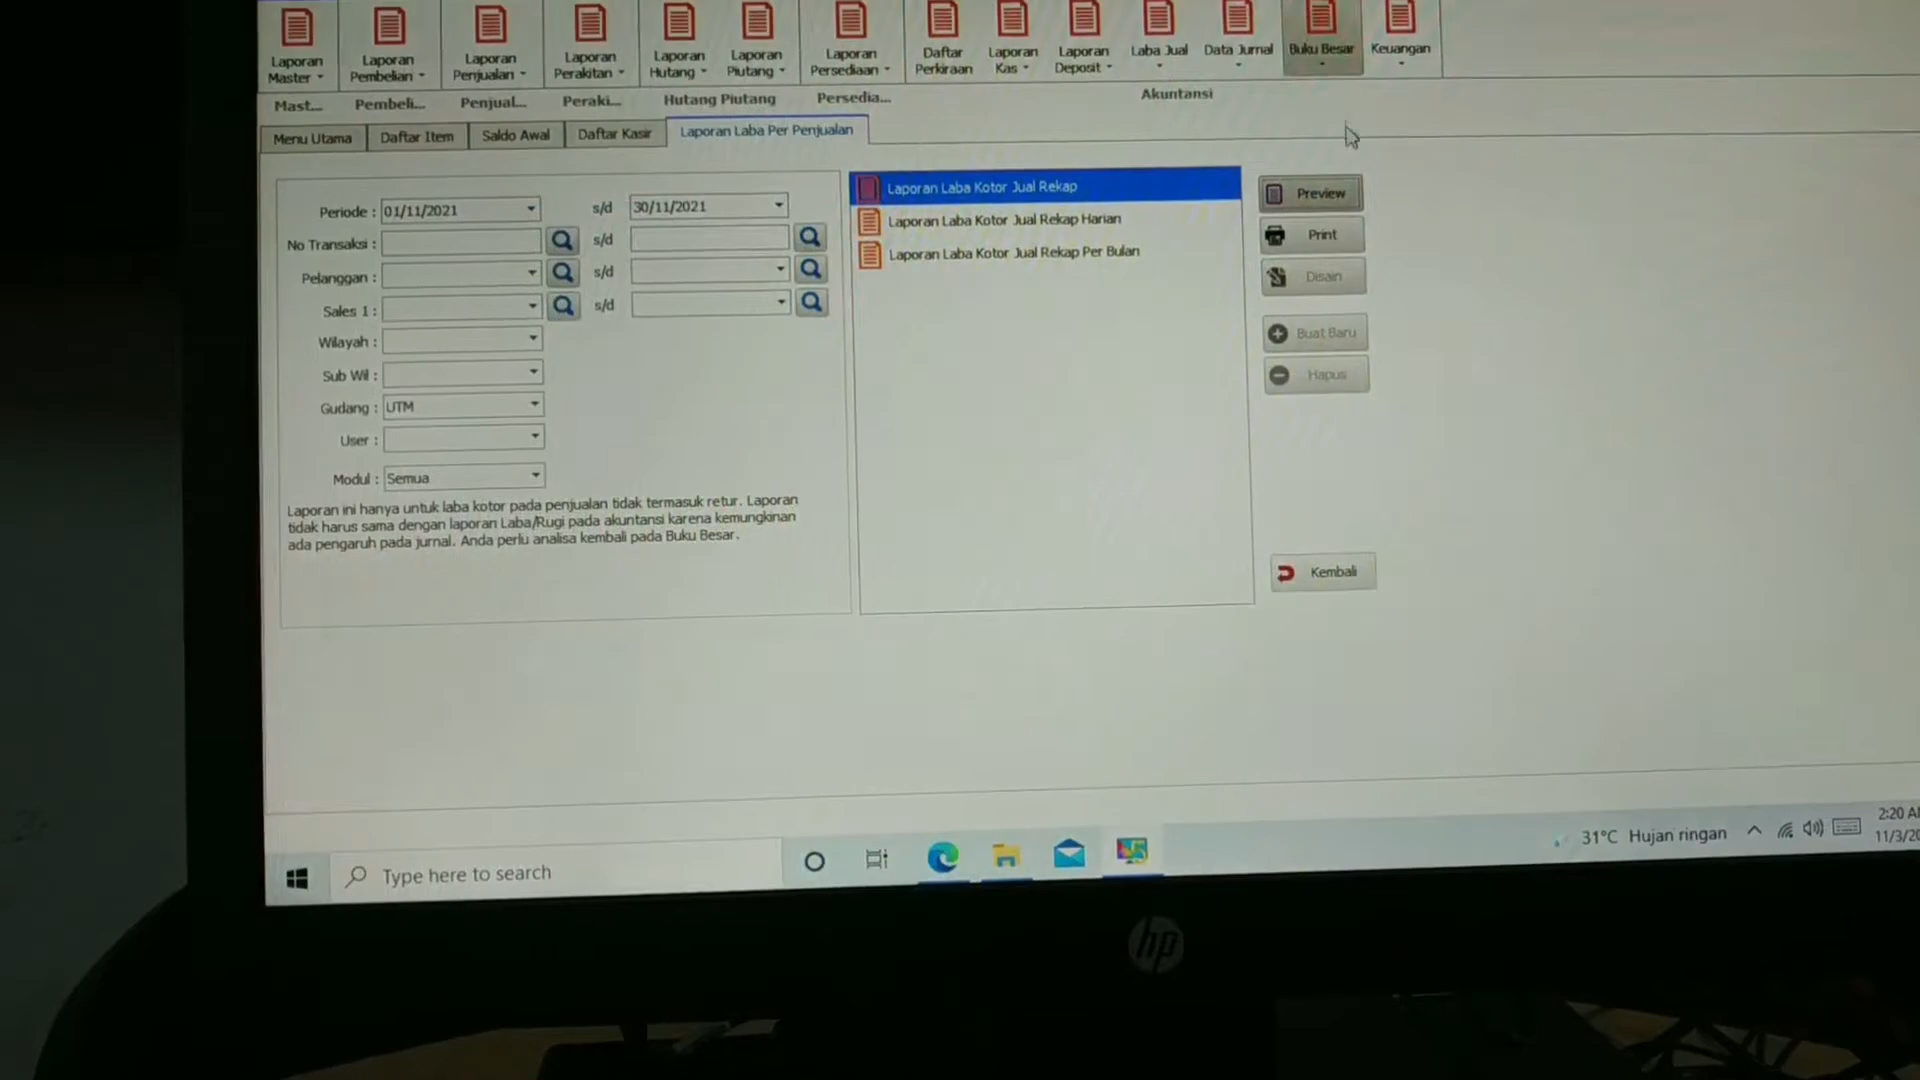 Laporan Master
Laporan Pembelian
Laporan Penjualan
Laporan Perakitan
Laporan Hutang
Laporan Piutang
Laporan Persediaan
Daftar Perkiraan
Laporan Kas
Laporan Deposit
Laba Jual
Data Jurnal
Buku Besar
Keuangan
Mast...
Pembeli...
Penjual...
Peraki...
Hutang Piutang
Persedia...
Akuntansi
Menu Utama
Daftar Item
Saldo Awal
Daftar Kasir
Laporan Laba Per Penjualan
Periode : 01/11/2021 s/d 30/11/2021
No Transaksi : s/d
Pelanggan : s/d
Sales 1 : s/d
Wilayah :
Sub Wil :
Gudang : UTM
User :
Modul : Semua
Laporan ini hanya untuk laba kotor pada penjualan tidak termasuk retur. Laporan
tidak harus sama dengan laporan Laba/Rugi pada akuntansi karena kemungkinan
ada pengaruh pada jurnal. Anda perlu analisa kembali pada Buku Besar.
Laporan Laba Kotor Jual Rekap
Laporan Laba Kotor Jual Rekap Harian
Laporan Laba Kotor Jual Rekap Per Bulan
Preview
Print
Disain
Buat Baru
Hapus
Kembali
Type here to search
31°C Hujan ringan
2:20 A
11/3/20
hp